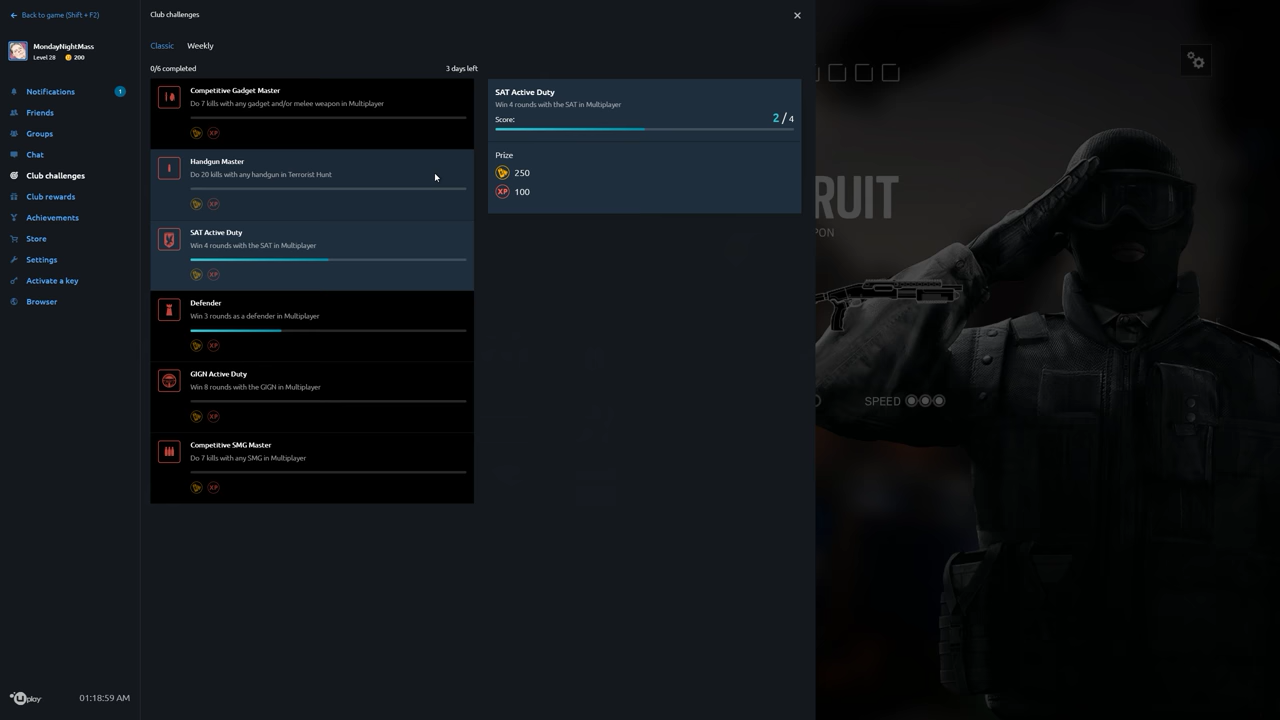 Back to game (Shift + F2)
MondayNightMass
Level 28 200
Notifications 1
Friends
Groups
Chat
Club challenges
Club rewards
Achievements
Store
Settings
Activate a key
Browser
uplay 01:18:59 AM
Club challenges
Classic Weekly
0/6 completed 3 days left
Competitive Gadget Master
Do 7 kills with any gadget and/or melee weapon in Multiplayer
XP
Handgun Master
Do 20 kills with any handgun in Terrorist Hunt
XP
SAT Active Duty
Win 4 rounds with the SAT in Multiplayer
XP
Defender
Win 3 rounds as a defender in Multiplayer
XP
GIGN Active Duty
Win 8 rounds with the GIGN in Multiplayer
XP
Competitive SMG Master
Do 7 kills with any SMG in Multiplayer
XP
SAT Active Duty
Win 4 rounds with the SAT in Multiplayer
Score: 2 / 4
Prize
250
XP 100
RUIT
PON
SPEED